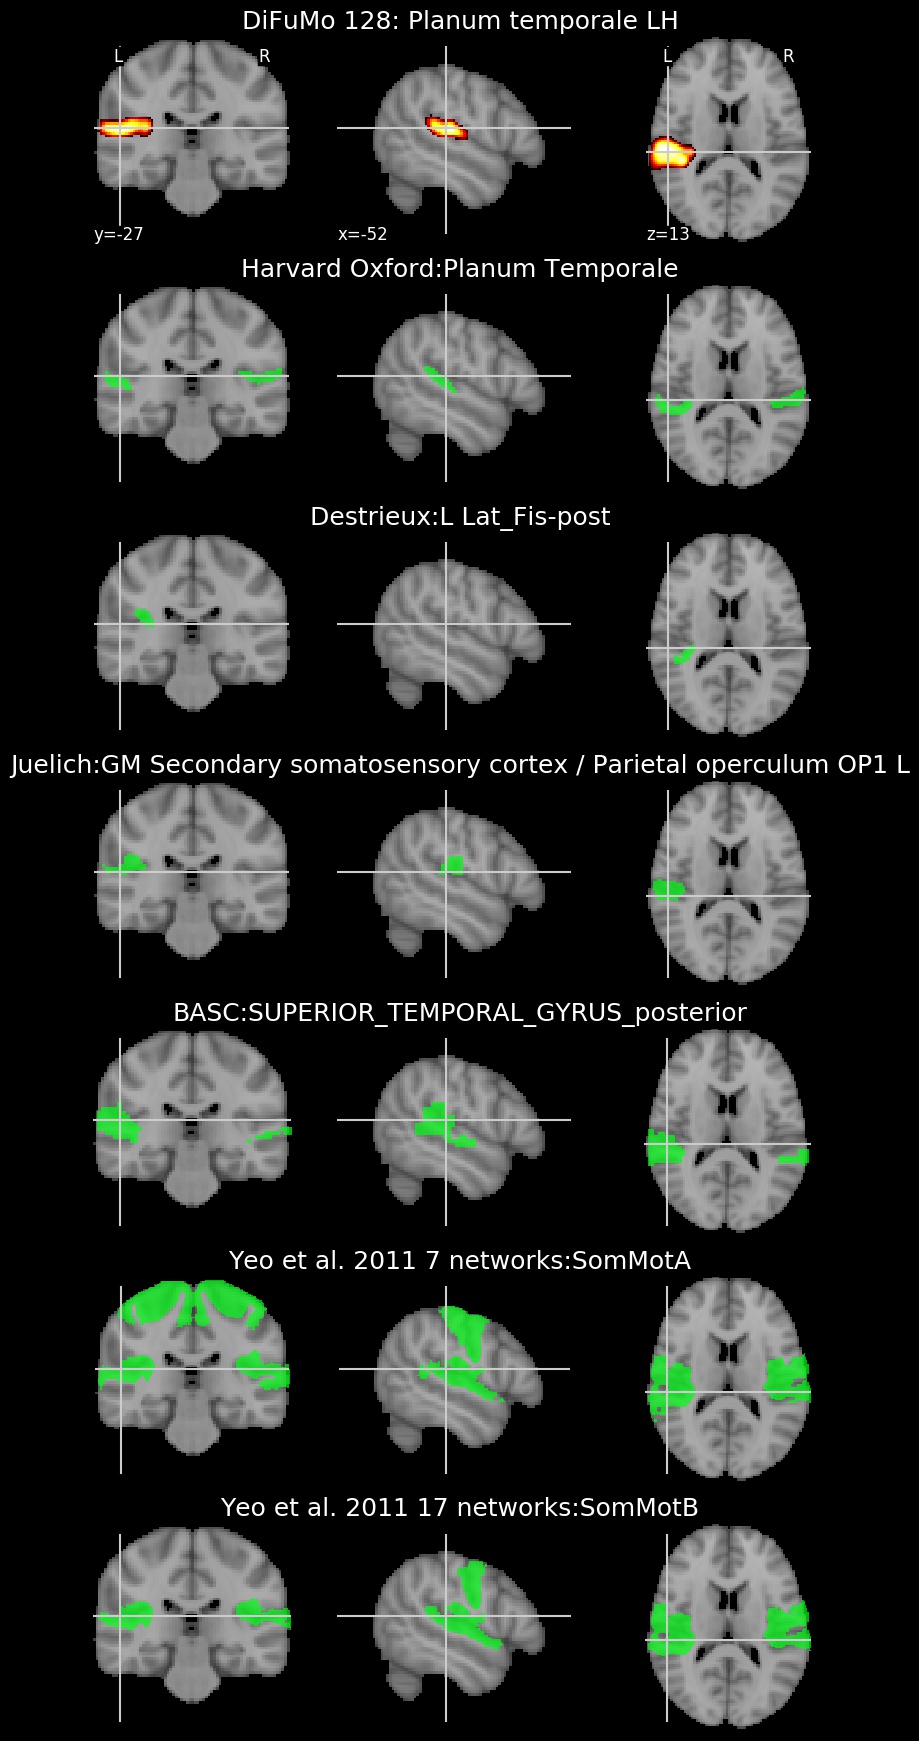 DiFuMo 128: Planum temporale LH
L R L R
y=-27 x=-52 z=13
Harvard Oxford:Planum Temporale
Destrieux:L Lat_Fis-post
Juelich:GM Secondary somatosensory cortex / Parietal operculum OP1 L
BASC:SUPERIOR_TEMPORAL_GYRUS_posterior
Yeo et al. 2011 7 networks:SomMotA
Yeo et al. 2011 17 networks:SomMotB